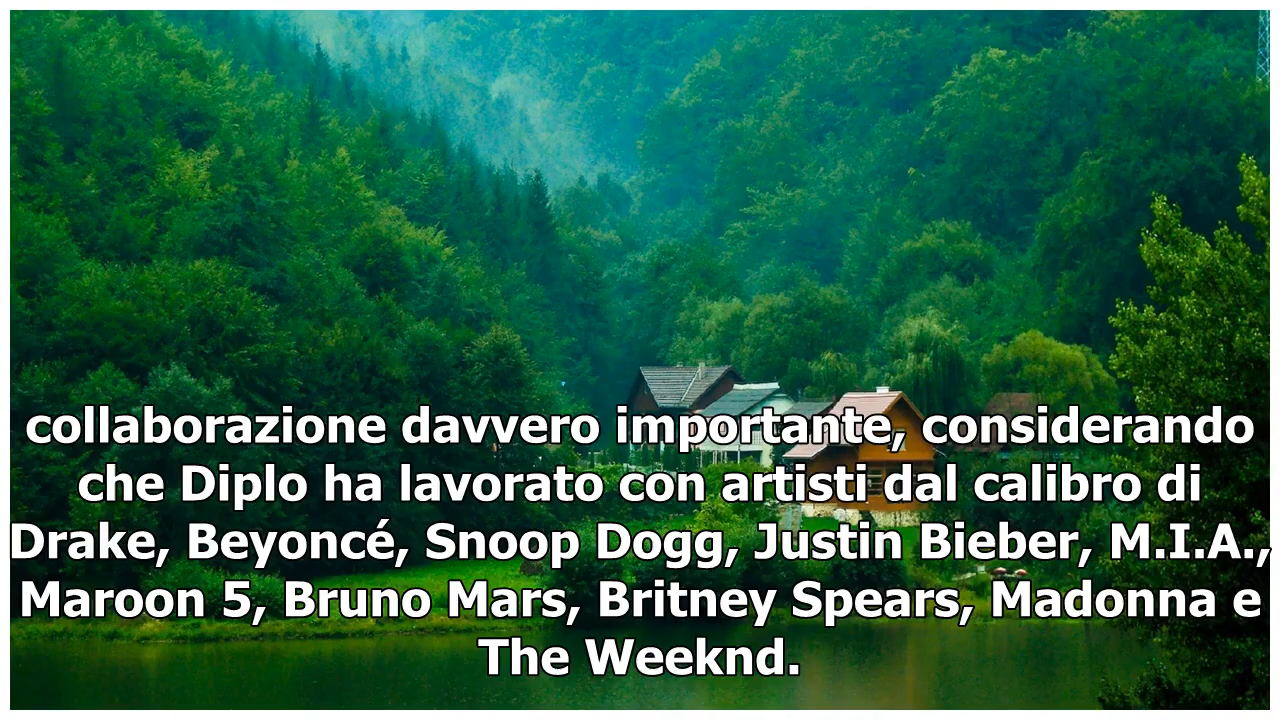 collaborazione davvero importante, considerando
che Diplo ha lavorato con artisti dal calibro di
Drake, Beyoncé, Snoop Dogg, Justin Bieber, M.I.A.,
Maroon 5, Bruno Mars, Britney Spears, Madonna e
The Weeknd.